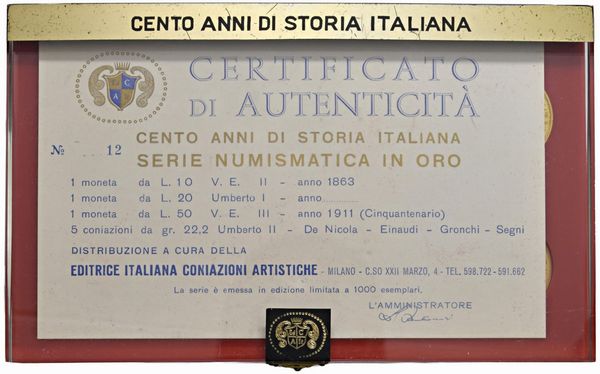 CENTO ANNI DI STORIA ITALIANA
CERTIFICATO
DI AUTENTICITÀ
CENTO ANNI DI STORIA ITALIANA
SERIE NUMISMATICA IN ORO
№ 12
1 moneta da L. 10 V. E. II - anno 1863
1 moneta da L. 20 Umberto I - anno
1 moneta da L. 50 V. E. III - anno 1911 (Cinquantenario)
5 coniazioni da gr. 22,2 Umberto II - De Nicola - Einaudi - Gronchi - Segni
DISTRIBUZIONE A CURA DELLA
EDITRICE ITALIANA CONIAZIONI ARTISTICHE - MILANO - C.SO XXII MARZO, 4 - TEL. 598.722-591.662
La serie è emessa in edizione limitata a 1000 esemplari.
L'AMMINISTRATORE